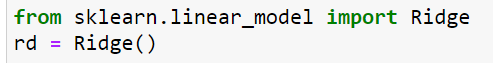 from sklearn.linear_model import Ridge
rd = Ridge()